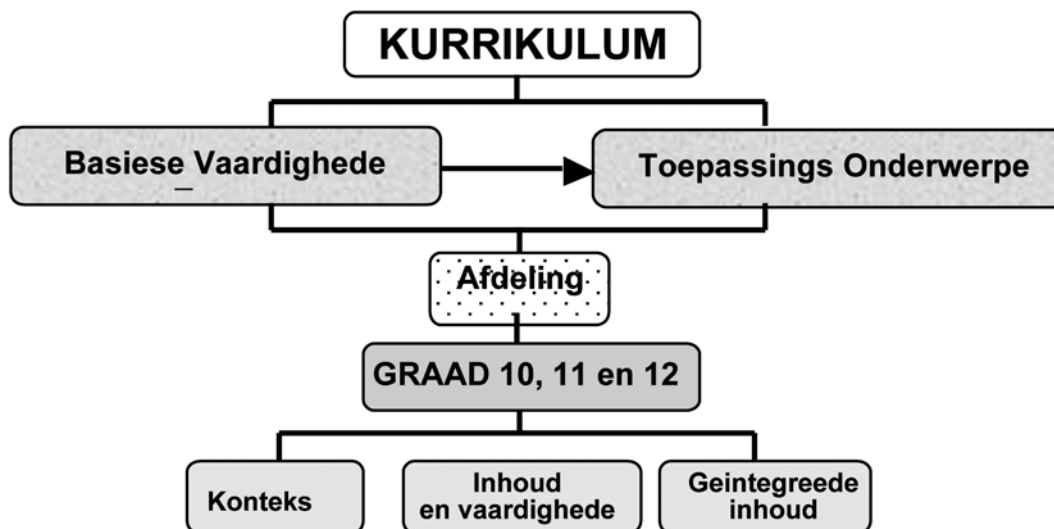 KURRIKULUM
Basiese Vaardighede
Toepassings Onderwerpe
Afdeling
GRAAD 10, 11 en 12
Konteks
Inhoud
en vaardighede
Geintegreede
inhoud